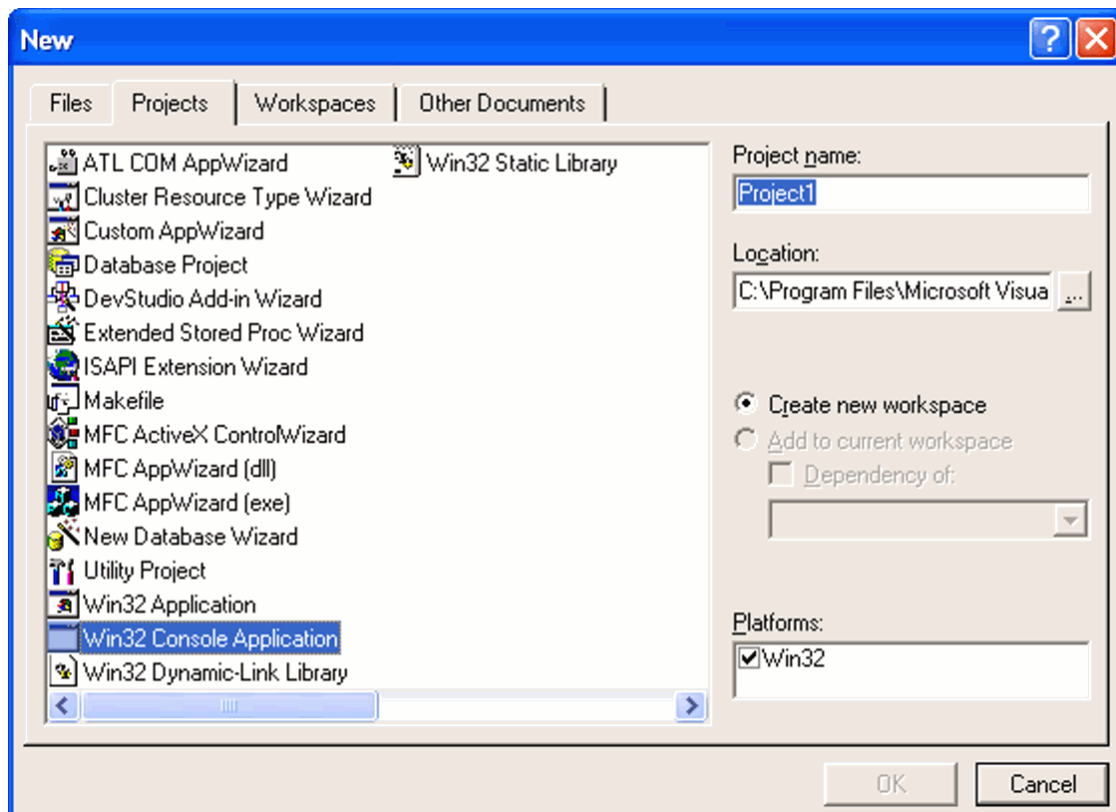 New
Files
Projects
Workspaces
Other Documents
ATL COM AppWizard
Cluster Resource Type Wizard
Custom AppWizard
Database Project
DevStudio Add-in Wizard
Extended Stored Proc Wizard
ISAPI Extension Wizard
Makefile
MFC ActiveX ControlWizard
MFC AppWizard (dll)
MFC AppWizard (exe)
New Database Wizard
Utility Project
Win32 Application
Win32 Console Application
Win32 Dynamic-Link Library
Win32 Static Library
Project name:
Project1
Location:
C:\Program Files\Microsoft Visua
...
Create new workspace
Add to current workspace
Dependency of:
Platforms:
Win32
OK
Cancel